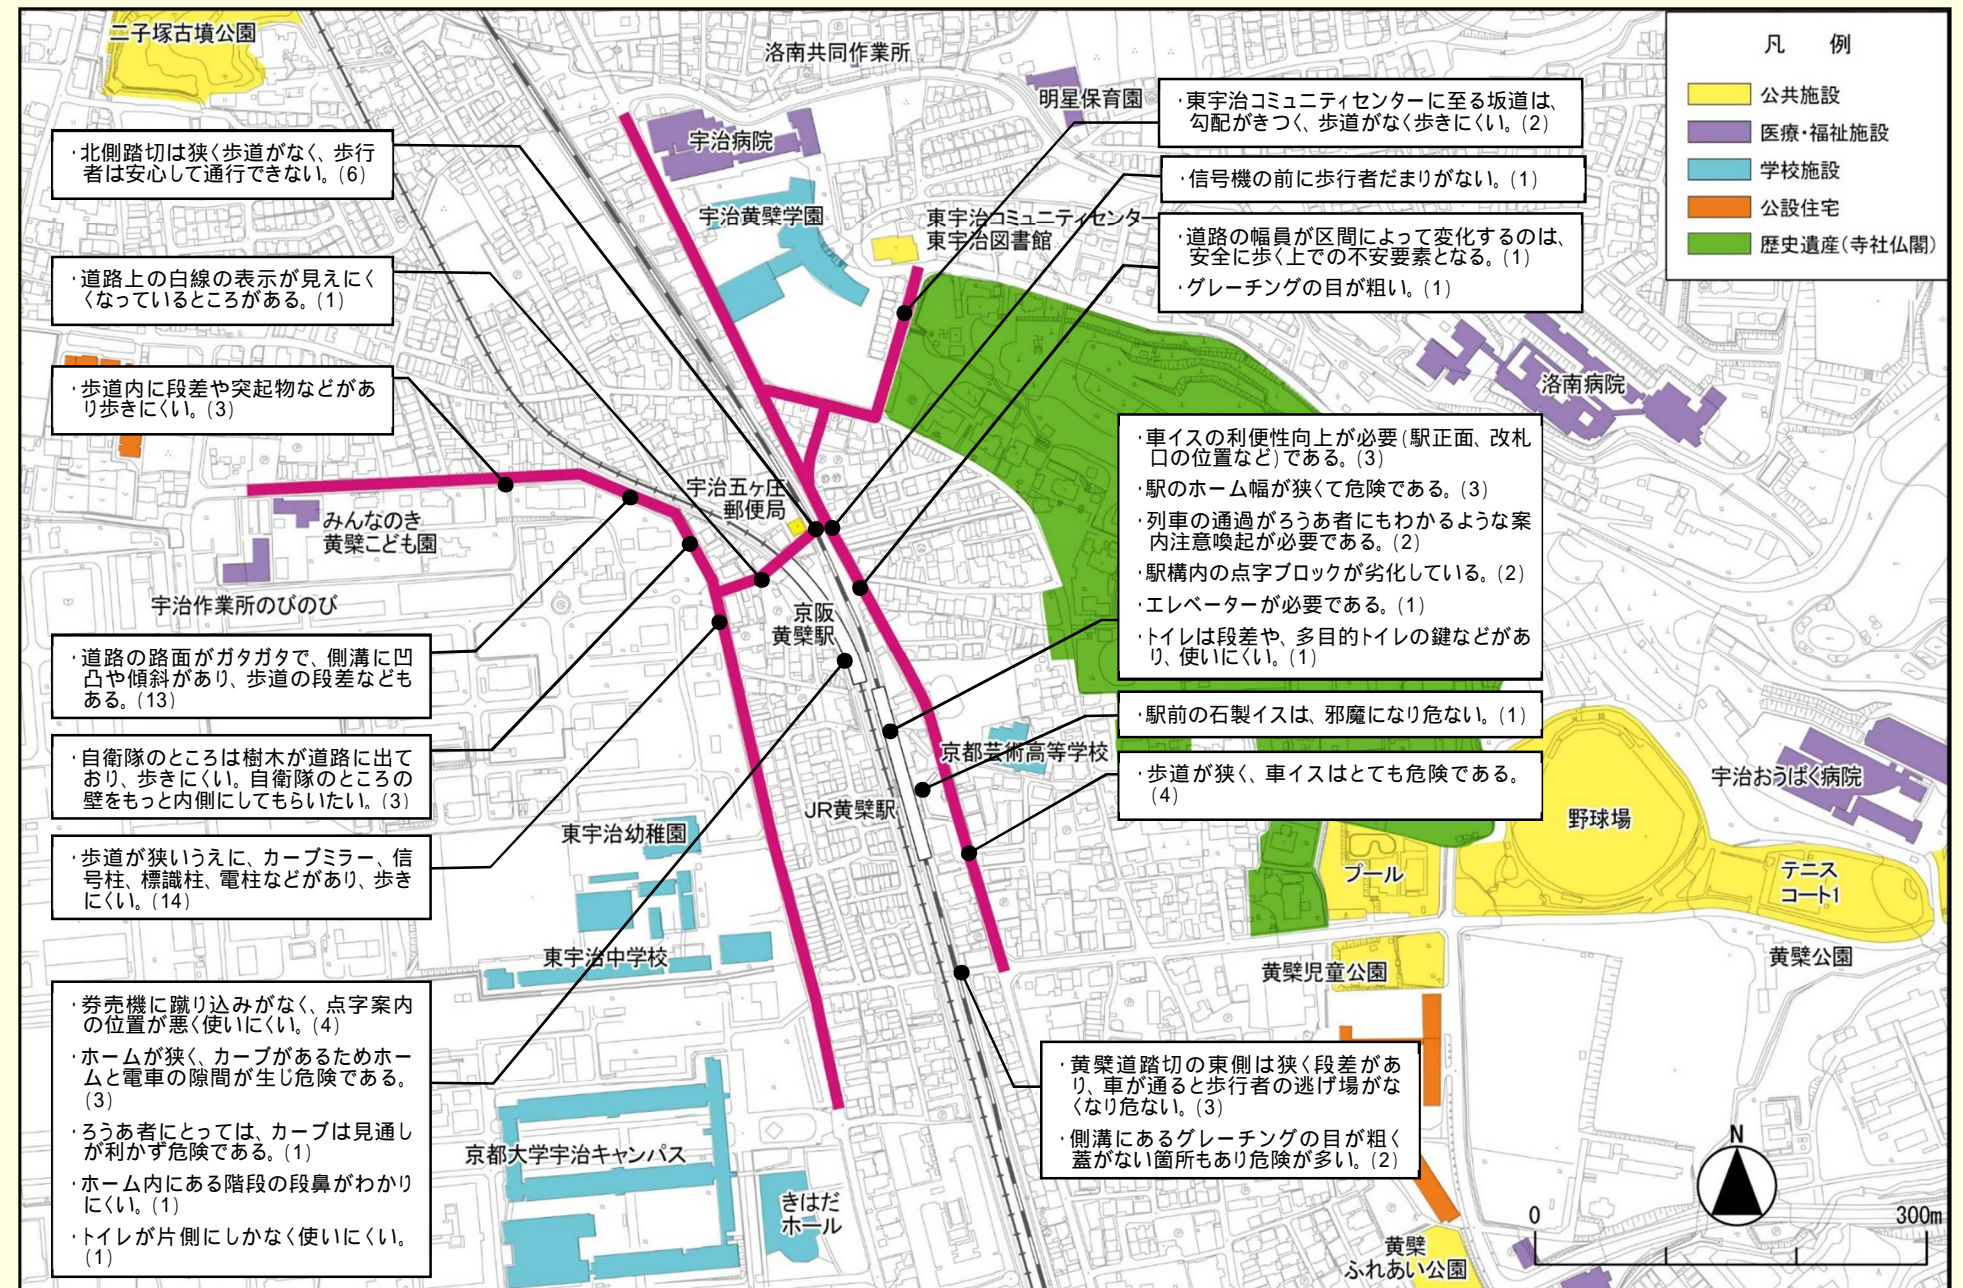 二子塚古墳公園
洛南共同作業所
宇治病院
明星保育園
宇治黄檗学園
東宇治コミュニティセンター
東宇治図書館
凡　例
公共施設
医療・福祉施設
学校施設
公設住宅
歴史遺産(寺社仏閣)
・北側踏切は狭く歩道がなく、歩行
者は安心して通行できない。(6)
・道路上の白線の表示が見えにく
くなっているところがある。(1)
・歩道内に段差や突起物などがあ
り歩きにくい。(3)
・東宇治コミュニティセンターに至る坂道は、
勾配がきつく、歩道がなく歩きにくい。(2)
・信号機の前に歩行者だまりがない。(1)
・道路の幅員が区間によって変化するのは、
安全に歩く上での不安要素となる。(1)
・グレーチングの目が粗い。(1)
洛南病院
・車イスの利便性向上が必要(駅正面、改札
口の位置など)である。(3)
・駅のホーム幅が狭くて危険である。(3)
・列車の通過がろうあ者にもわかるような案
内注意喚起が必要である。(2)
・駅構内の点字ブロックが劣化している。(2)
・エレベーターが必要である。(1)
・トイレは段差や、多目的トイレの鍵などがあ
り、使いにくい。(1)
・駅前の石製イスは、邪魔になり危ない。(1)
・歩道が狭く、車イスはとても危険である。
(4)
宇治五ヶ庄
郵便局
みんなのき
黄檗こども園
宇治作業所のびのび
京阪
黄檗駅
JR黄檗駅
京都芸術高等学校
・道路の路面がガタガタで、側溝に凹
凸や傾斜があり、歩道の段差なども
ある。(13)
・自衛隊のところは樹木が道路に出て
おり、歩きにくい。自衛隊のところの
壁をもっと内側にしてもらいたい。(3)
・歩道が狭いうえに、カーブミラー、信
号柱、標識柱、電柱などがあり、歩き
にくい。(14)
・券売機に蹴り込みがなく、点字案内
の位置が悪く使いにくい。(4)
・ホームが狭く、カーブがあるためホー
ムと電車の隙間が生じ危険である。
(3)
・ろうあ者にとっては、カーブは見通し
が利かず危険である。(1)
・ホーム内にある階段の段鼻がわかり
にくい。(1)
・トイレが片側にしかなく使いにくい。
(1)
東宇治幼稚園
東宇治中学校
京都大学宇治キャンパス
きはだ
ホール
野球場
宇治おうばく病院
プール
テニス
コート1
黄檗公園
黄檗児童公園
・黄檗道踏切の東側は狭く段差があ
り、車が通ると歩行者の逃げ場がな
くなり危ない。(3)
・側溝にあるグレーチングの目が粗く
蓋がない箇所もあり危険が多い。(2)
黄檗
ふれあい公園
N
0
300m